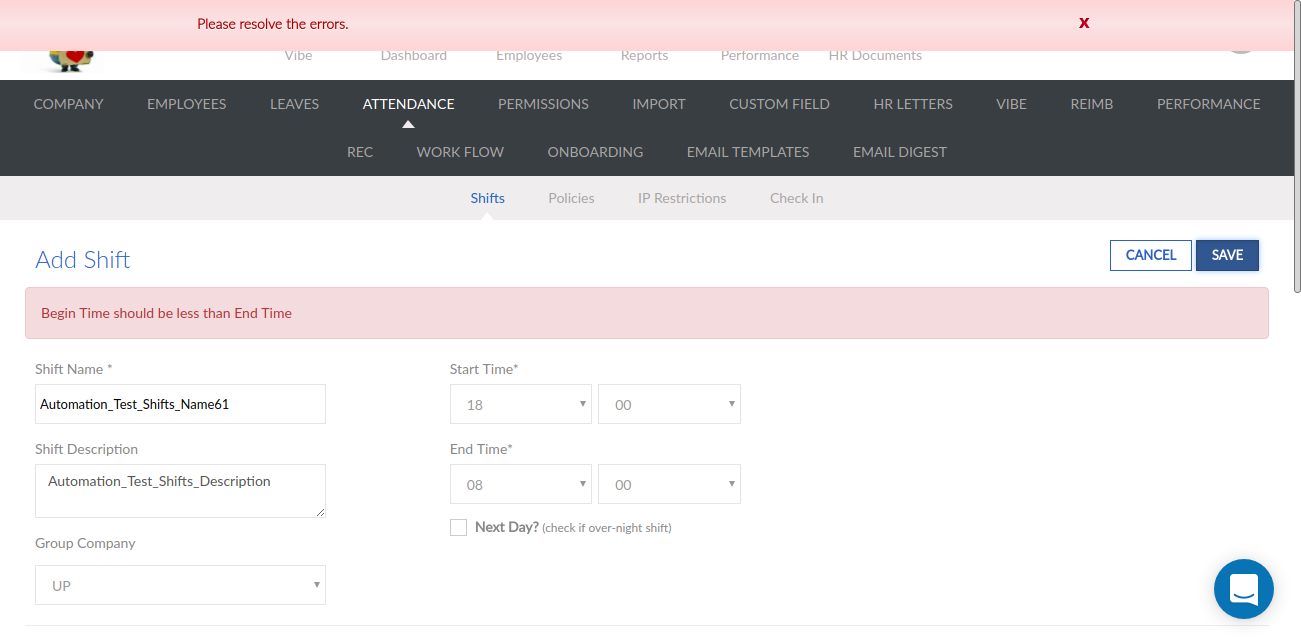 Please resolve the errors. X
Vibe Dashboard Employees Reports Performance HR Documents
COMPANY EMPLOYEES LEAVES ATTENDANCE PERMISSIONS IMPORT CUSTOM FIELD HR LETTERS VIBE REIMB PERFORMANCE
REC WORK FLOW ONBOARDING EMAIL TEMPLATES EMAIL DIGEST
Shifts Policies IP Restrictions Check In
Add Shift CANCEL SAVE
Begin Time should be less than End Time
Shift Name *
Automation_Test_Shifts_Name61
Shift Description
Automation_Test_Shifts_Description
Group Company
UP
Start Time*
18 00
End Time*
08 00
Next Day? (check if over-night shift)